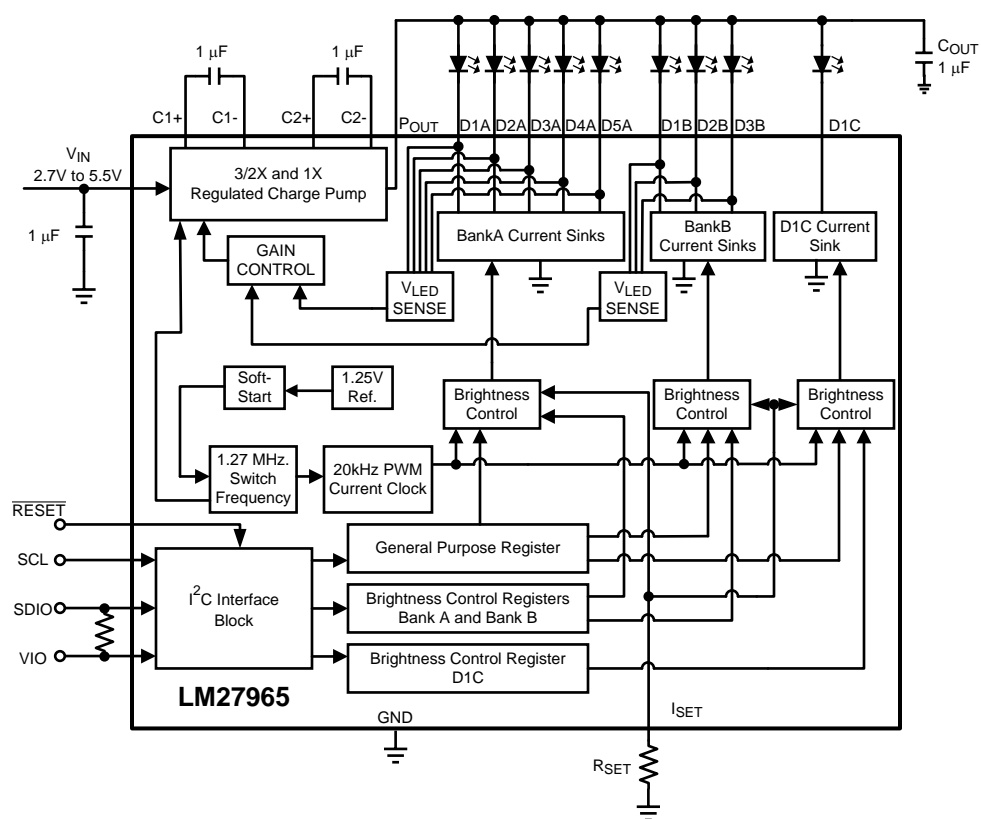 1 μF
1 μF
COUT
1 μF
C1+
C1-
C2+
C2-
POUT
D1A
D2A
D3A
D4A
D5A
D1B
D2B
D3B
D1C
VIN
2.7V to 5.5V
3/2X and 1X
Regulated Charge Pump
1 μF
GAIN
CONTROL
VLED
SENSE
BankA Current Sinks
VLED
SENSE
BankB
Current Sinks
D1C Current
Sink
Soft-
Start
1.25V
Ref.
Brightness
Control
Brightness
Control
Brightness
Control
1.27 MHz.
Switch
Frequency
20kHz PWM
Current Clock
RESET
SCL
SDIO
VIO
I2C Interface
Block
General Purpose Register
Brightness Control Registers
Bank A and Bank B
Brightness Control Register
D1C
LM27965
GND
ISET
RSET